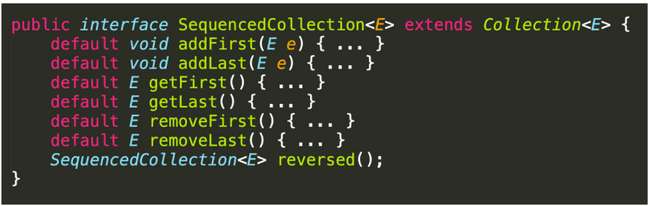 public interface SequencedCollection<E> extends Collection<E> {
    default void addFirst(E e) { ... }
    default void addLast(E e) { ... }
    default E getFirst() { ... }
    default E getLast() { ... }
    default E removeFirst() { ... }
    default E removeLast() { ... }
    SequencedCollection<E> reversed();
}